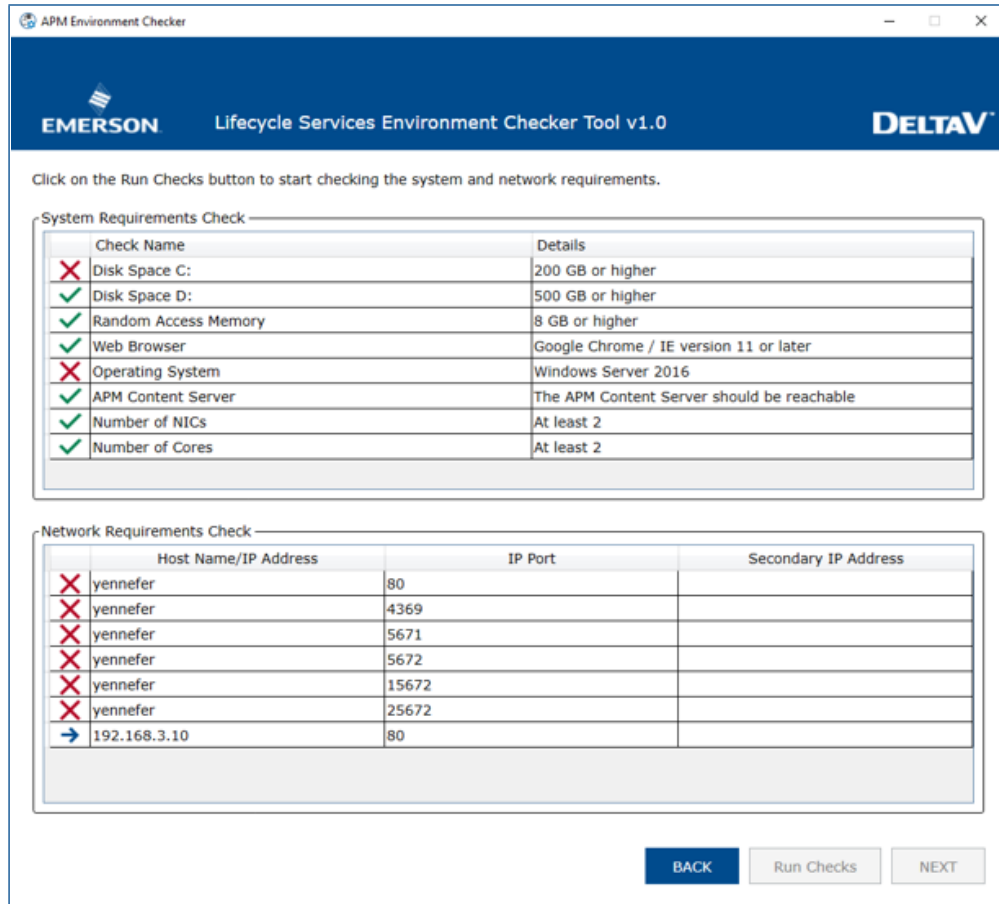 APM Environment Checker
EMERSON
Lifecycle Services Environment Checker Tool v1.0
DELTAV
Click on the Run Checks button to start checking the system and network requirements.
System Requirements Check
Check Name Details
Disk Space C: 200 GB or higher
Disk Space D: 500 GB or higher
Random Access Memory 8 GB or higher
Web Browser Google Chrome / IE version 11 or later
Operating System Windows Server 2016
APM Content Server The APM Content Server should be reachable
Number of NICs At least 2
Number of Cores At least 2
Network Requirements Check
Host Name/IP Address IP Port Secondary IP Address
yennefer 80
yennefer 4369
yennefer 5671
yennefer 5672
yennefer 15672
yennefer 25672
192.168.3.10 80
BACK Run Checks NEXT